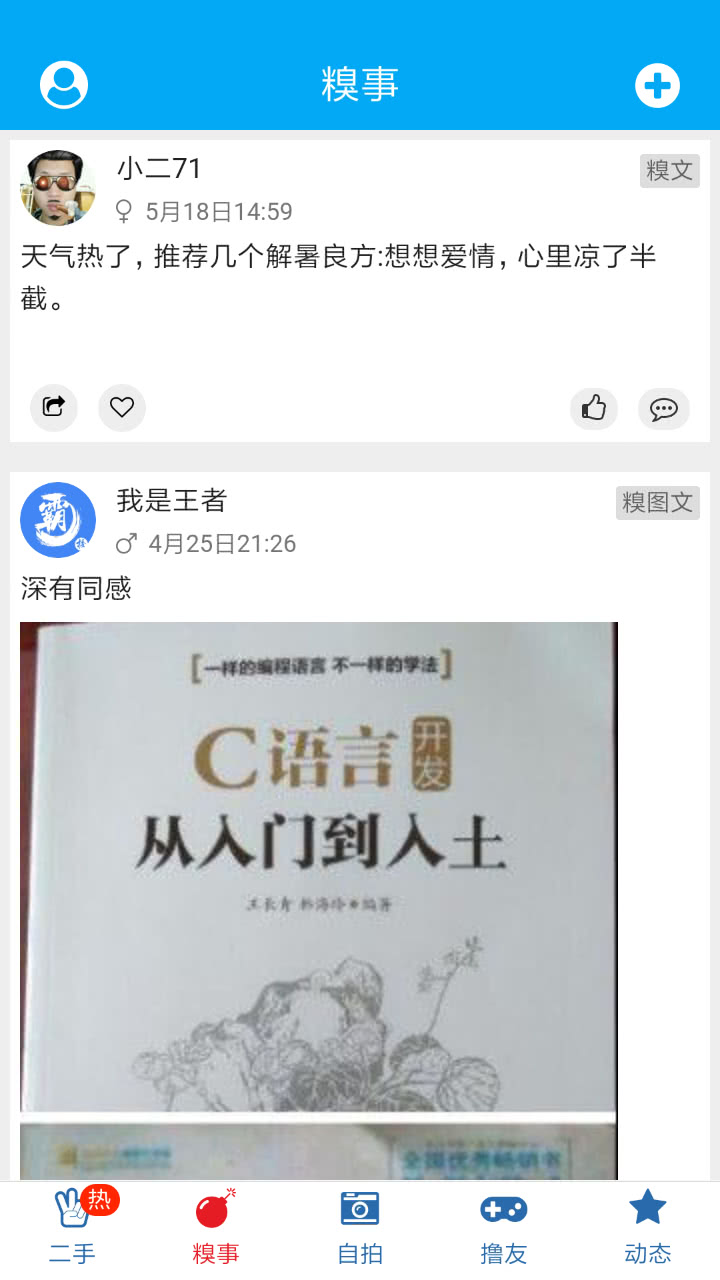 糗事
小二71
糗文
5月18日14:59
天气热了，推荐几个解暑良方:想想爱情，心里凉了半
截。
霸
我是王者
糗图文
4月25日21:26
深有同感
[一样的编程语言 不一样的学法]
C语言开发
从入门到入土
王长青 韩海玲 编著
全国优秀畅销书
热
二手
糗事
自拍
撸友
动态